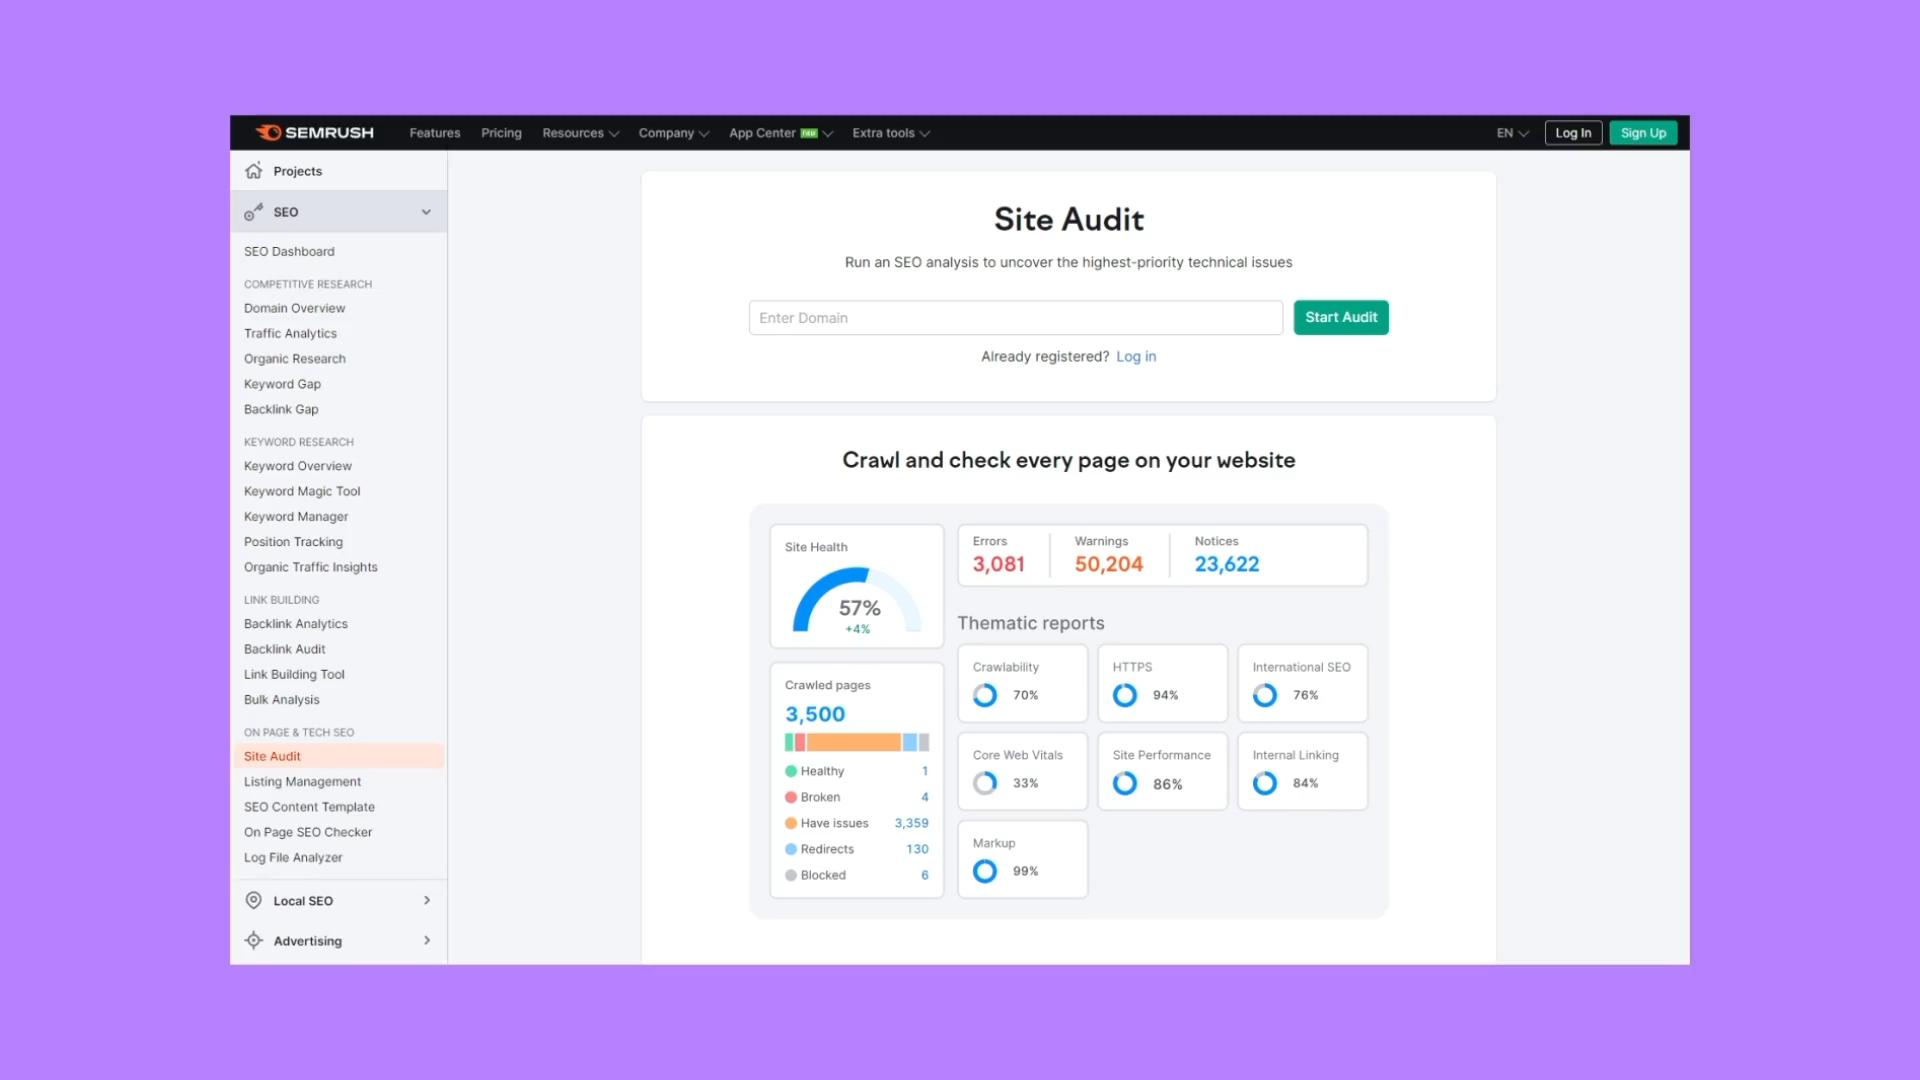 SEMRUSH Features Pricing Resources Company App Center new Extra tools EN Log In Sign Up
Projects
SEO
SEO Dashboard
COMPETITIVE RESEARCH
Domain Overview
Traffic Analytics
Organic Research
Keyword Gap
Backlink Gap
KEYWORD RESEARCH
Keyword Overview
Keyword Magic Tool
Keyword Manager
Position Tracking
Organic Traffic Insights
LINK BUILDING
Backlink Analytics
Backlink Audit
Link Building Tool
Bulk Analysis
ON PAGE & TECH SEO
Site Audit
Listing Management
SEO Content Template
On Page SEO Checker
Log File Analyzer
Local SEO
Advertising
Site Audit
Run an SEO analysis to uncover the highest-priority technical issues
Enter Domain Start Audit
Already registered? Log in
Crawl and check every page on your website
Site Health
57%
+4%
Crawled pages
3,500
Healthy 1
Broken 4
Have issues 3,359
Redirects 130
Blocked 6
Errors Warnings Notices
3,081 50,204 23,622
Thematic reports
Crawlability HTTPS International SEO
70% 94% 76%
Core Web Vitals Site Performance Internal Linking
33% 86% 84%
Markup
99%